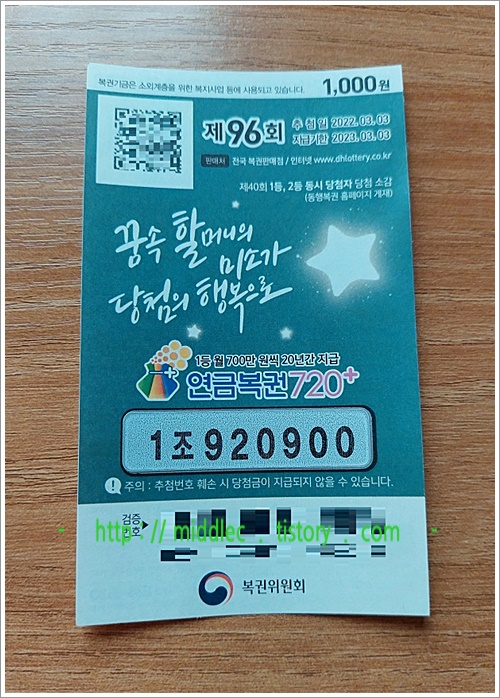 복권기금은 소외계층을 위한 복지사업 등에 사용되고 있습니다. 1,000원
제96회
추 첨 일 2022. 03. 03
지급기한 2023. 03. 03
판매처 전국 복권판매점 / 인터넷 www.dhlottery.co.kr
제40회 1등, 2등 동시 당첨자 당첨 소감
(동행복권 홈페이지 게재)
꿈속 할머니의
미소가
당첨의 행복으로
1등 월 700만 원씩 20년간 지급
연금복권720+
1조 920900
! 주의 : 추첨번호 훼손 시 당첨금이 지급되지 않을 수 있습니다.
검증
번호
http://middlec.tistory.com
복권위원회